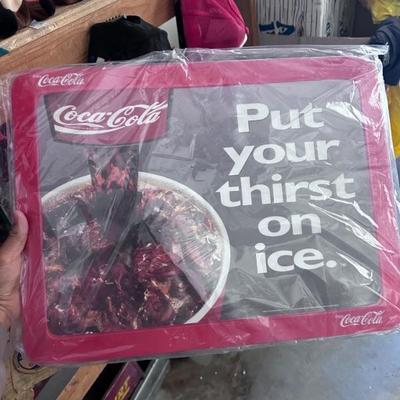 Coca-Cola
Coca-Cola
Put
your
thirst
on
ice.
Coca-Cola